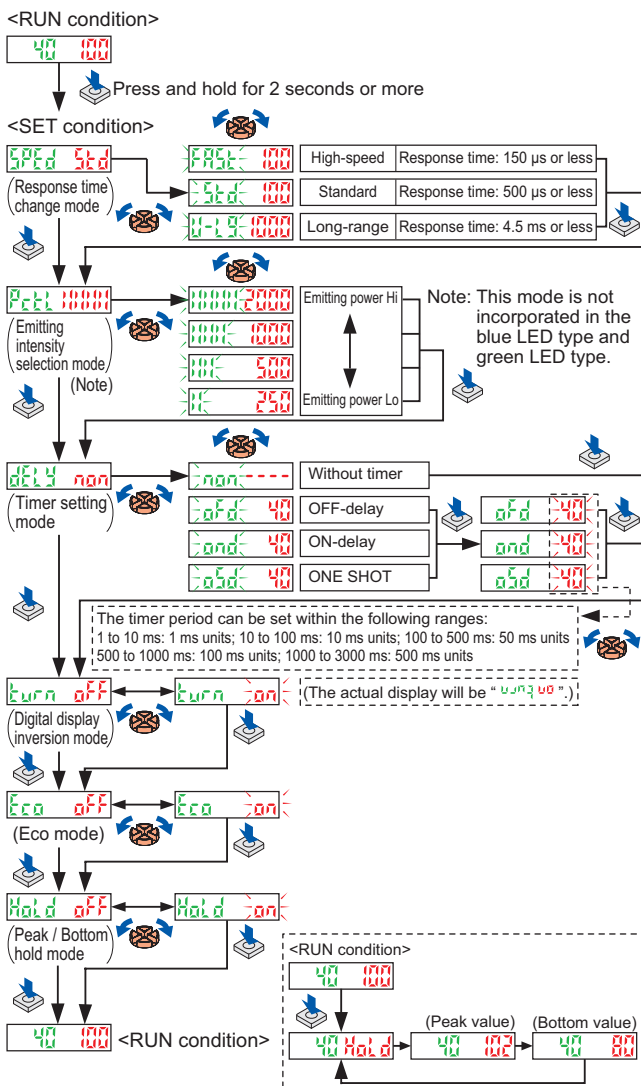 <RUN condition>
40 100
Press and hold for 2 seconds or more
<SET condition>
SPEd Std
(Response time change mode)
FASt 100 High-speed Response time: 150 µs or less
Std 100 Standard Response time: 500 µs or less
U-Lg 1000 Long-range Response time: 4.5 ms or less
Pctl
(Emitting
intensity
selection mode)
(Note)
2000 Emitting power Hi
1000
500
250 Emitting power Lo
Note: This mode is not
incorporated in the
blue LED type and
green LED type.
dELY non
(Timer setting
mode)
non ---- Without timer
ofd 40 OFF-delay ofd 40
ond 40 ON-delay ond 40
oSd 40 ONE SHOT oSd 40
The timer period can be set within the following ranges:
1 to 10 ms: 1 ms units; 10 to 100 ms: 10 ms units; 100 to 500 ms: 50 ms units
500 to 1000 ms: 100 ms units; 1000 to 3000 ms: 500 ms units
turn oFF turn on
(The actual display will be " ".)
(Digital display
inversion mode)
Eco oFF Eco on
(Eco mode)
HoLd oFF HoLd on
(Peak / Bottom
hold mode)
40 100 <RUN condition>
<RUN condition>
40 100
(Peak value) (Bottom value)
40 HoLd 40 102 40 80